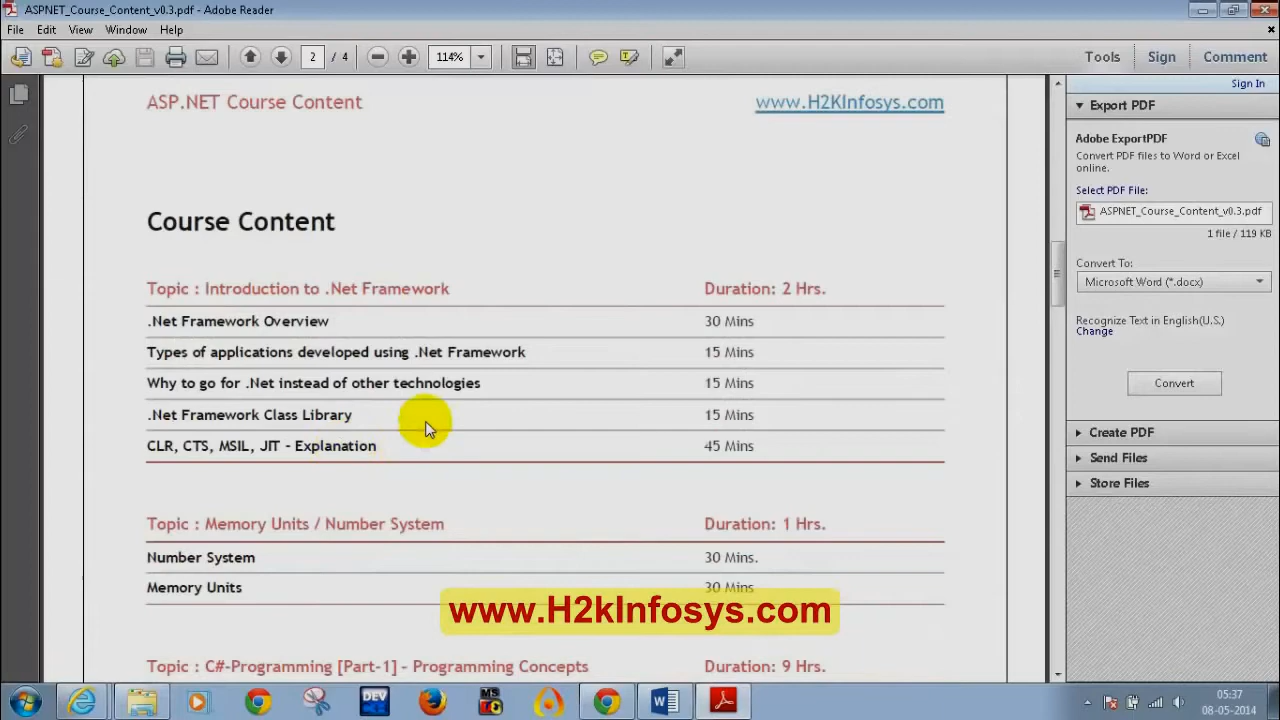 ASPNET_Course_Content_v0.3.pdf - Adobe Reader
File Edit View Window Help
2 / 4 114% Tools Sign Comment
Sign In
ASP.NET Course Content www.H2KInfosys.com
Course Content
Topic : Introduction to .Net Framework Duration: 2 Hrs.
.Net Framework Overview 30 Mins
Types of applications developed using .Net Framework 15 Mins
Why to go for .Net instead of other technologies 15 Mins
.Net Framework Class Library 15 Mins
CLR, CTS, MSIL, JIT - Explanation 45 Mins
Topic : Memory Units / Number System Duration: 1 Hrs.
Number System 30 Mins.
Memory Units 30 Mins
www.H2kInfosys.com
Topic : C#-Programming [Part-1] - Programming Concepts Duration: 9 Hrs.
Export PDF
Adobe ExportPDF
Convert PDF files to Word or Excel
online.
Select PDF File:
ASPNET_Course_Content_v0.3.pdf
1 file / 119 KB
Convert To:
Microsoft Word (*.docx)
Recognize Text in English(U.S.)
Change
Convert
Create PDF
Send Files
Store Files
DEV
MS
05:37
08-05-2014